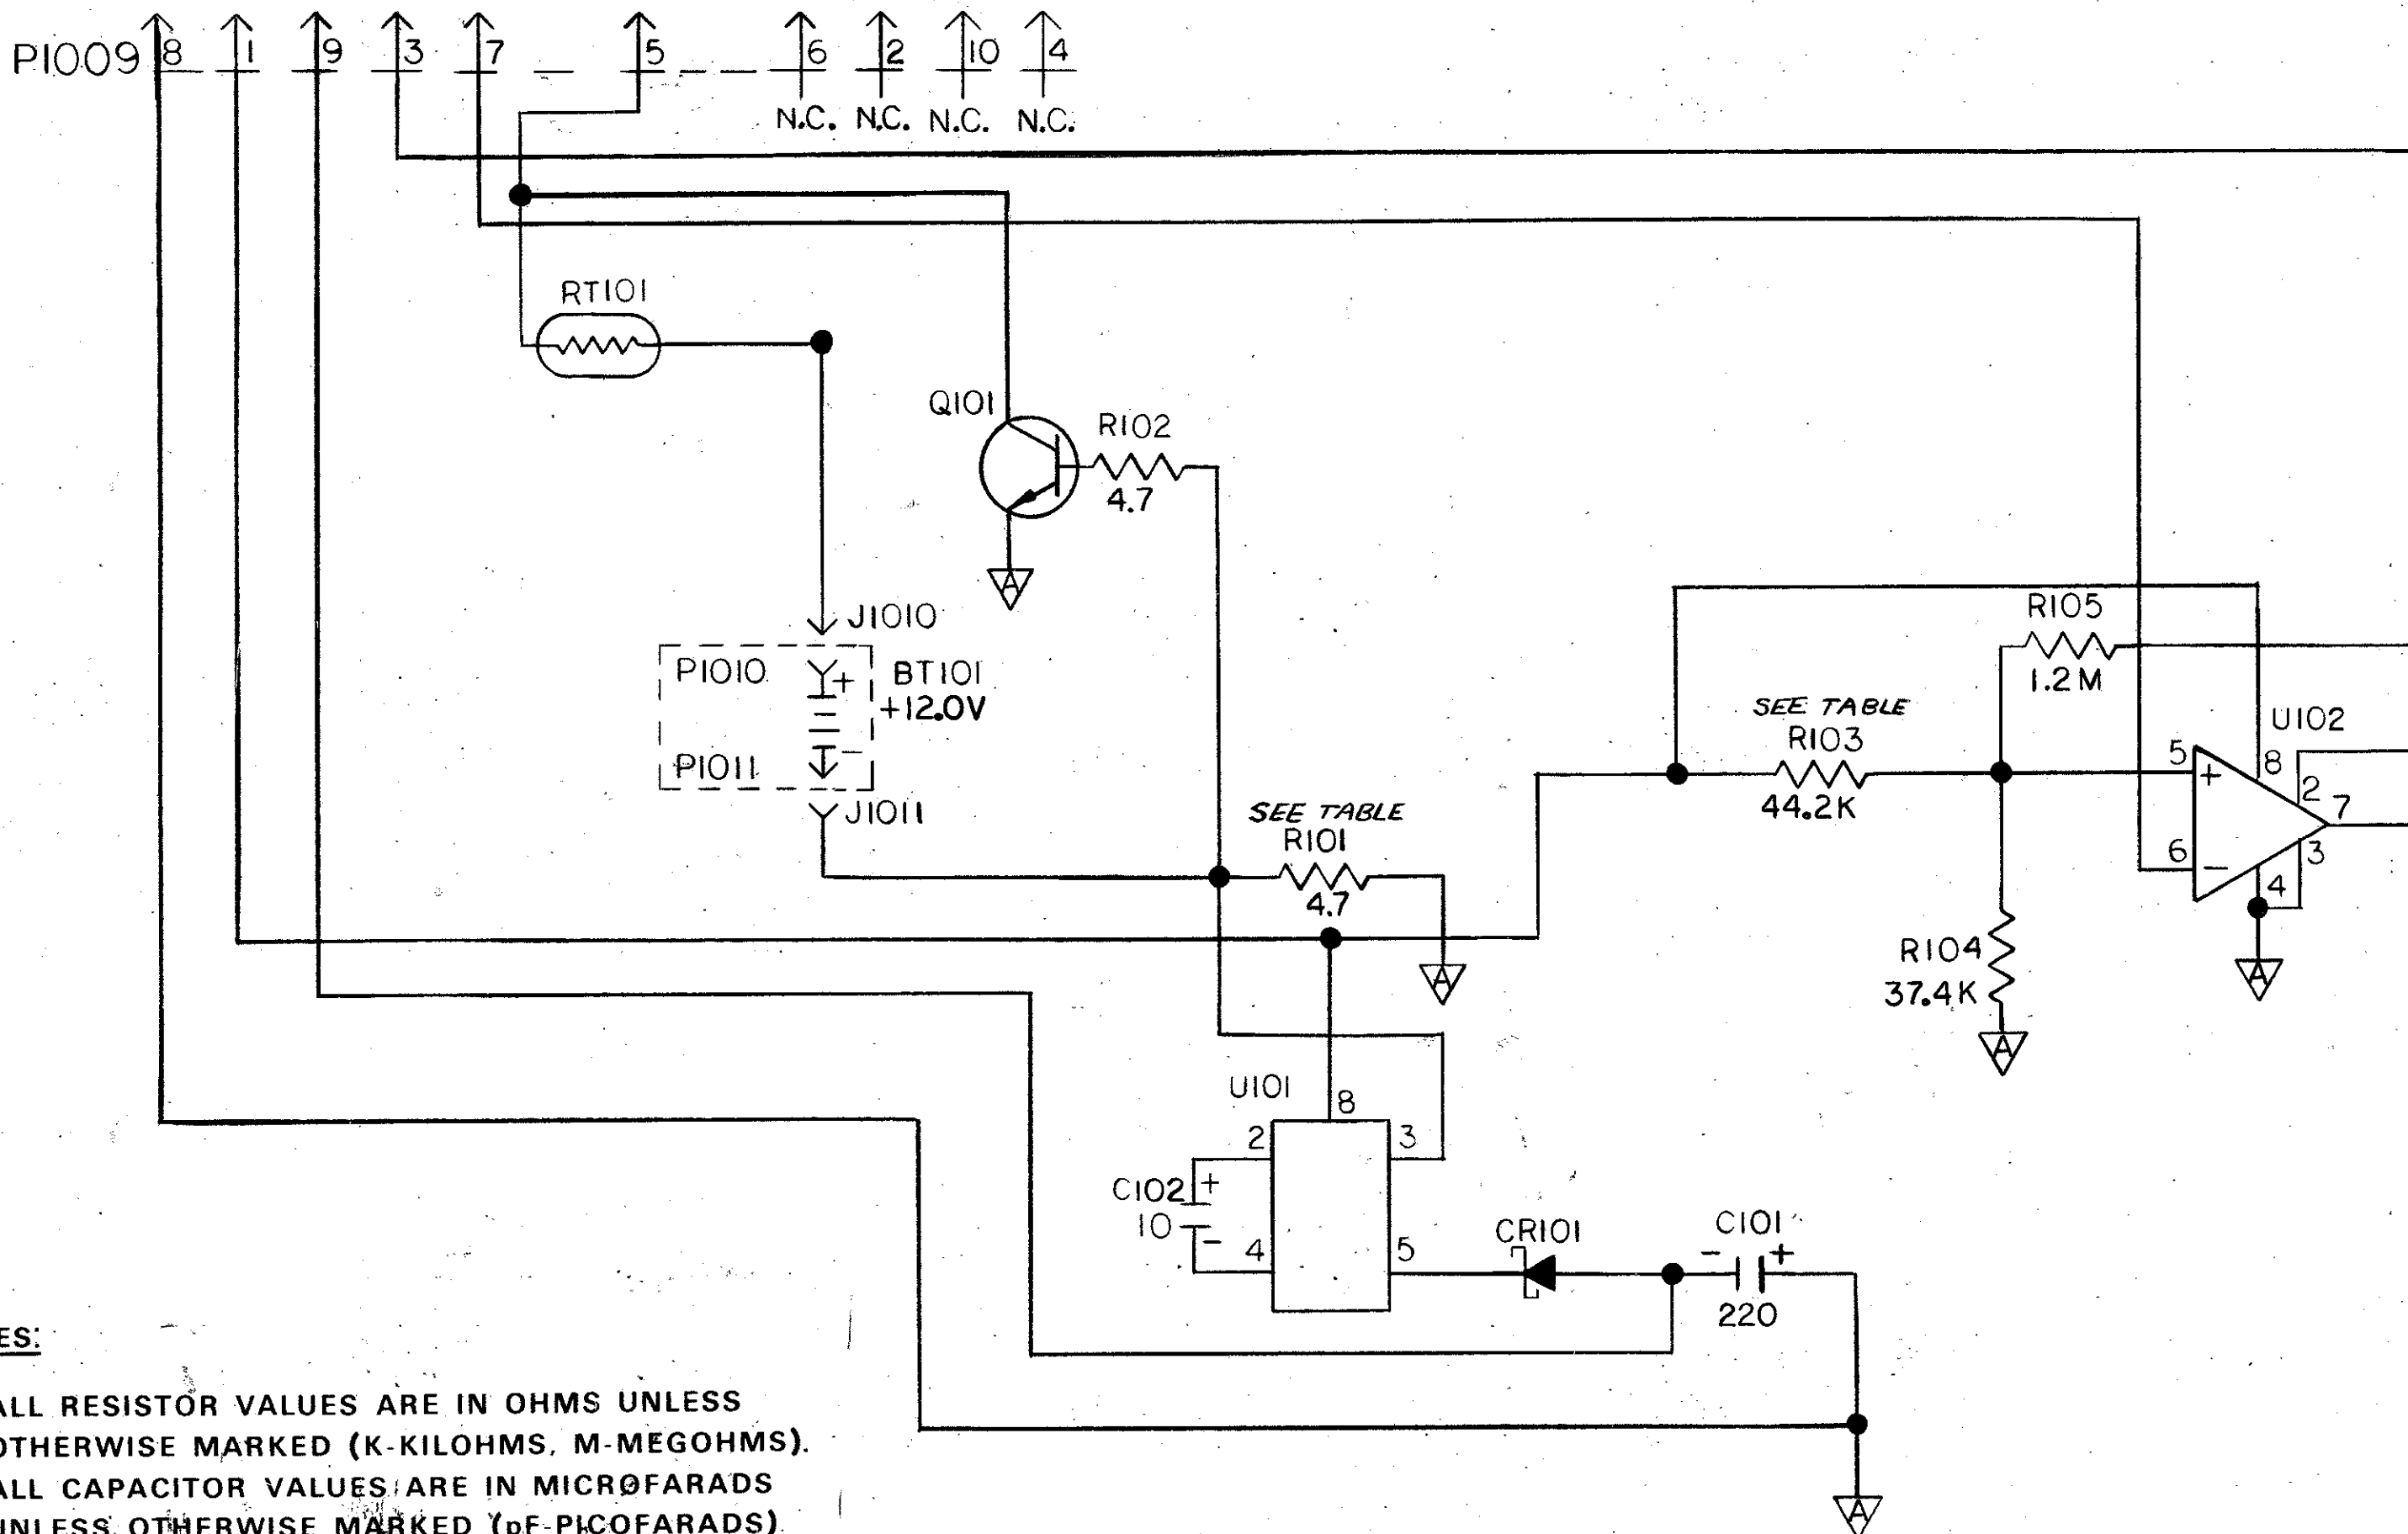 P1009 8 1 9 3 7 5 6 2 10 4
N.C. N.C. N.C. N.C.
RT101
Q101
R102
4.7
A
J1010
P1010 + BT101
+12.0V
P1011 -
J1011
R105
1.2M
SEE TABLE
R103
44.2K
U102
5 + 8
2 7
6 - 3
4
A
SEE TABLE
R101
4.7
A
R104
37.4K
A
U101
8
2 3
C102 +
10 -
4 5
CR101
C101
- +
220
A
ES:
ALL RESISTOR VALUES ARE IN OHMS UNLESS
OTHERWISE MARKED (K-KILOHMS, M-MEGOHMS).
ALL CAPACITOR VALUES ARE IN MICROFARADS
UNLESS OTHERWISE MARKED (pF-PICOFARADS)